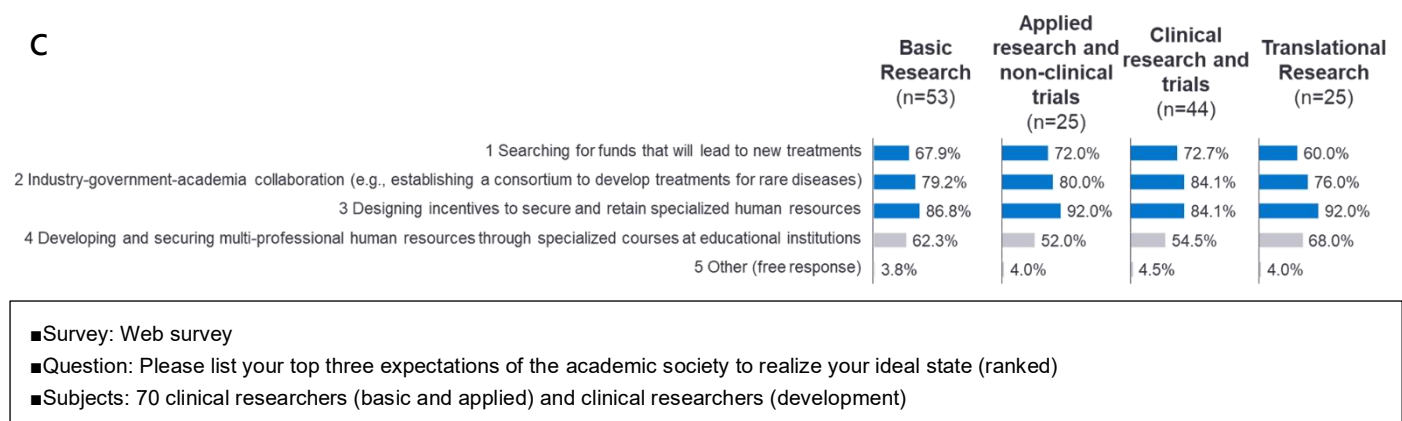 C
Basic Research (n=53)
Applied research and non-clinical trials (n=25)
Clinical research and trials (n=44)
Translational Research (n=25)
1 Searching for funds that will lead to new treatments 67.9% 72.0% 72.7% 60.0%
2 Industry-government-academia collaboration (e.g., establishing a consortium to develop treatments for rare diseases) 79.2% 80.0% 84.1% 76.0%
3 Designing incentives to secure and retain specialized human resources 86.8% 92.0% 84.1% 92.0%
4 Developing and securing multi-professional human resources through specialized courses at educational institutions 62.3% 52.0% 54.5% 68.0%
5 Other (free response) 3.8% 4.0% 4.5% 4.0%
■Survey: Web survey
■Question: Please list your top three expectations of the academic society to realize your ideal state (ranked)
■Subjects: 70 clinical researchers (basic and applied) and clinical researchers (development)